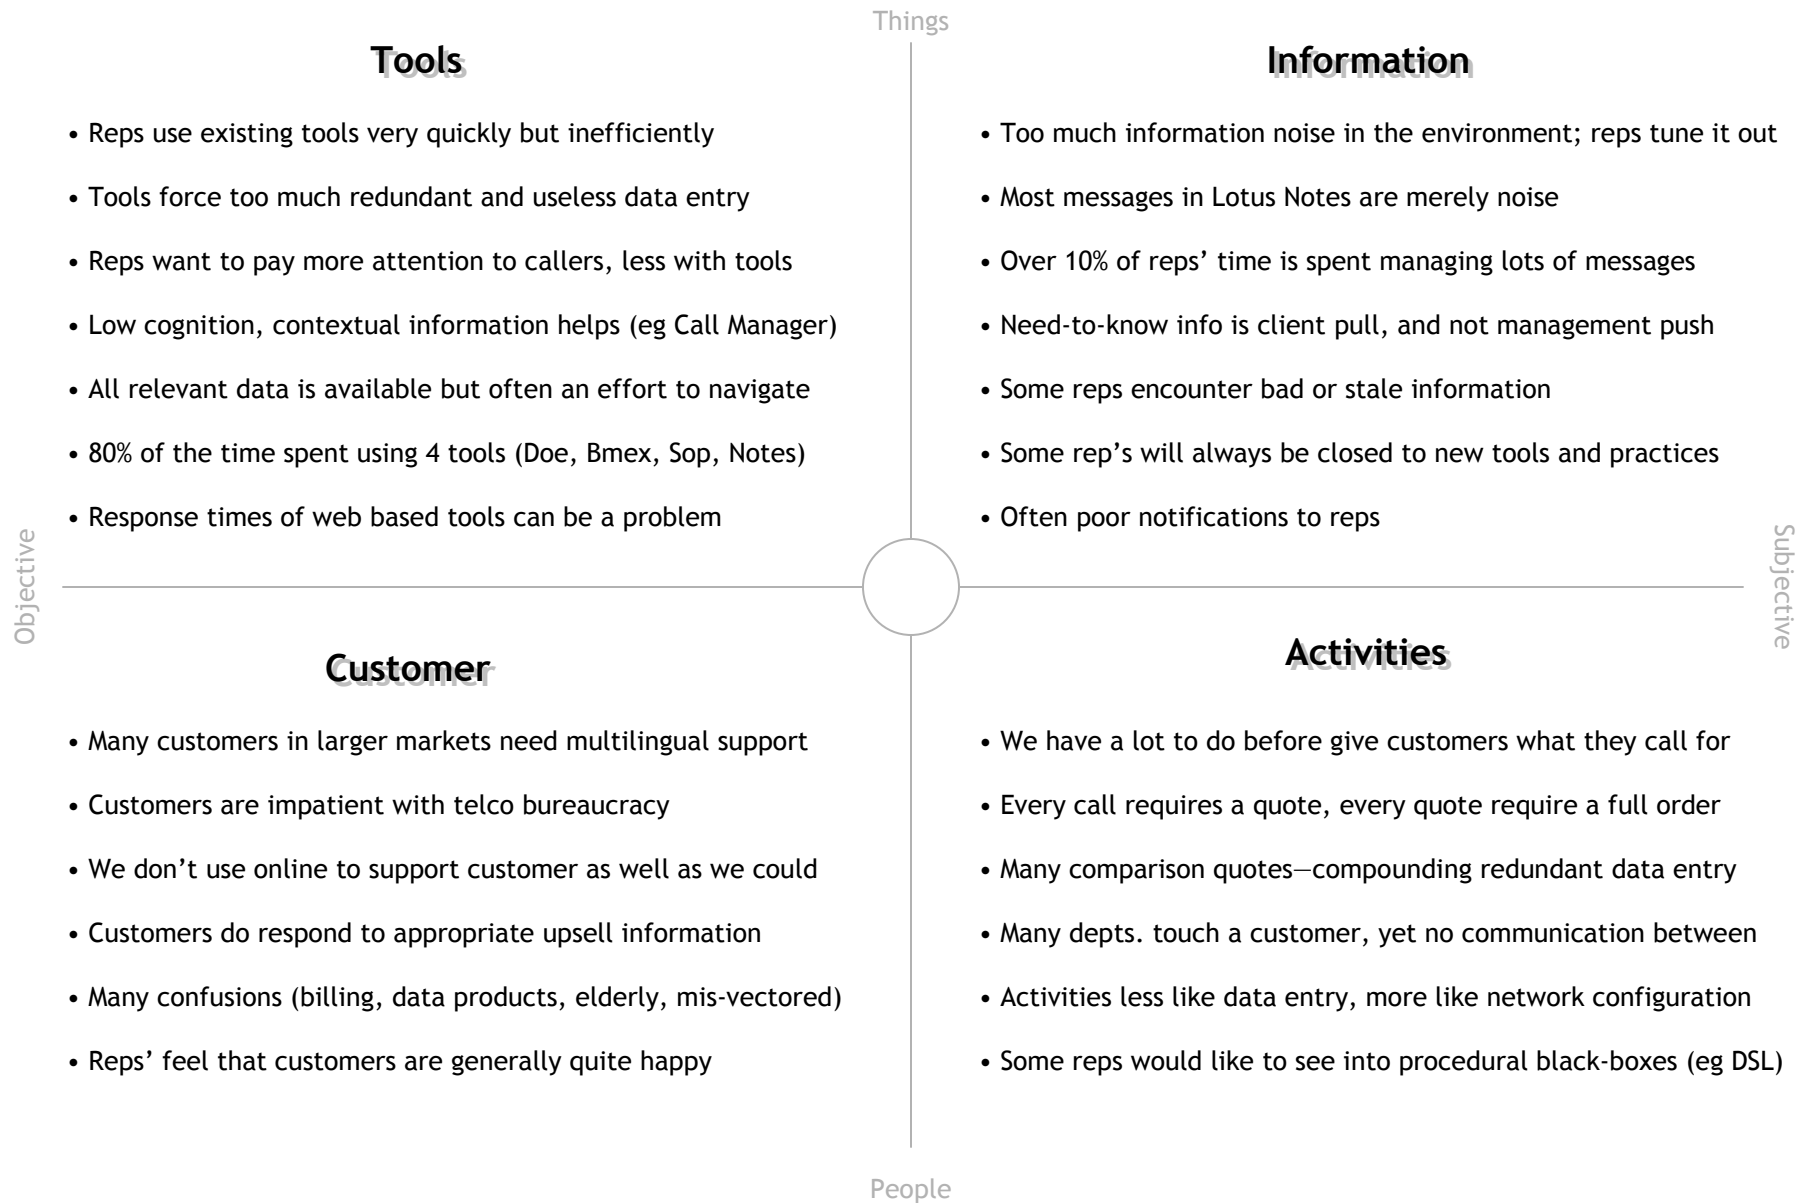 Things
Tools
• Reps use existing tools very quickly but inefficiently
• Tools force too much redundant and useless data entry
• Reps want to pay more attention to callers, less with tools
• Low cognition, contextual information helps (eg Call Manager)
• All relevant data is available but often an effort to navigate
• 80% of the time spent using 4 tools (Doe, Bmex, Sop, Notes)
• Response times of web based tools can be a problem
Information
• Too much information noise in the environment; reps tune it out
• Most messages in Lotus Notes are merely noise
• Over 10% of reps’ time is spent managing lots of messages
• Need-to-know info is client pull, and not management push
• Some reps encounter bad or stale information
• Some rep’s will always be closed to new tools and practices
• Often poor notifications to reps
Objective
Subjective
Customer
• Many customers in larger markets need multilingual support
• Customers are impatient with telco bureaucracy
• We don’t use online to support customer as well as we could
• Customers do respond to appropriate upsell information
• Many confusions (billing, data products, elderly, mis-vectored)
• Reps’ feel that customers are generally quite happy
Activities
• We have a lot to do before give customers what they call for
• Every call requires a quote, every quote require a full order
• Many comparison quotes—compounding redundant data entry
• Many depts. touch a customer, yet no communication between
• Activities less like data entry, more like network configuration
• Some reps would like to see into procedural black-boxes (eg DSL)
People